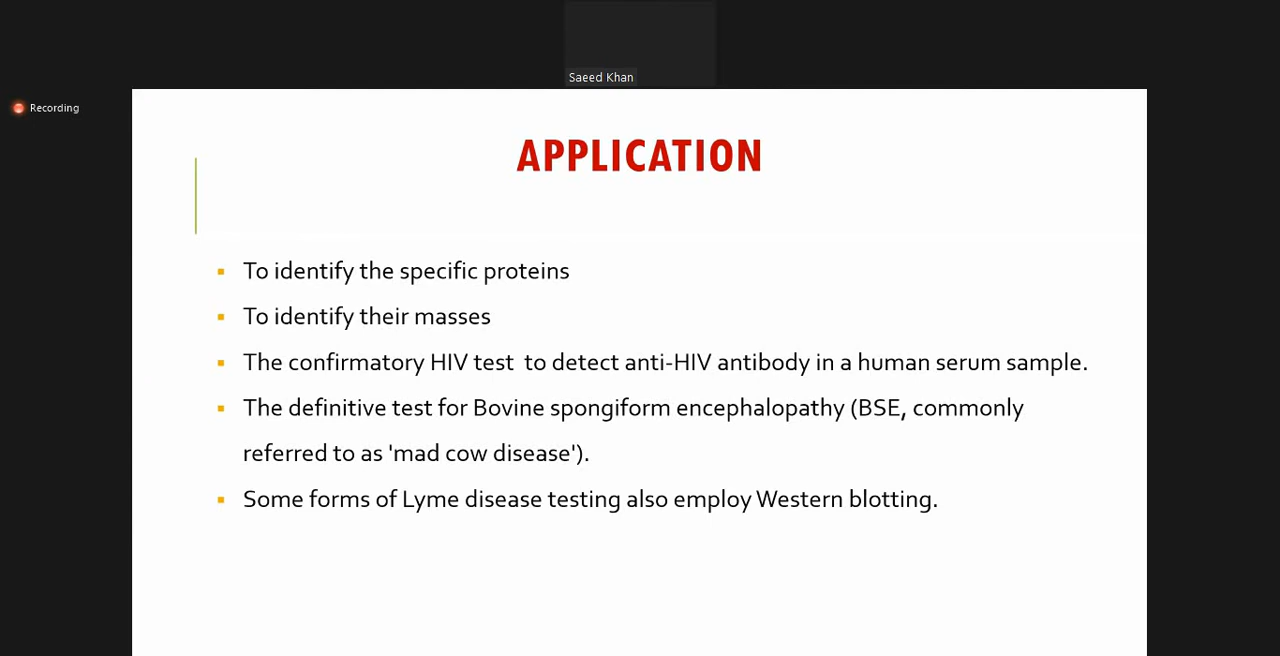 Saeed Khan
Recording
APPLICATION
▪ To identify the specific proteins
▪ To identify their masses
▪ The confirmatory HIV test  to detect anti-HIV antibody in a human serum sample.
▪ The definitive test for Bovine spongiform encephalopathy (BSE, commonly
referred to as 'mad cow disease').
▪ Some forms of Lyme disease testing also employ Western blotting.